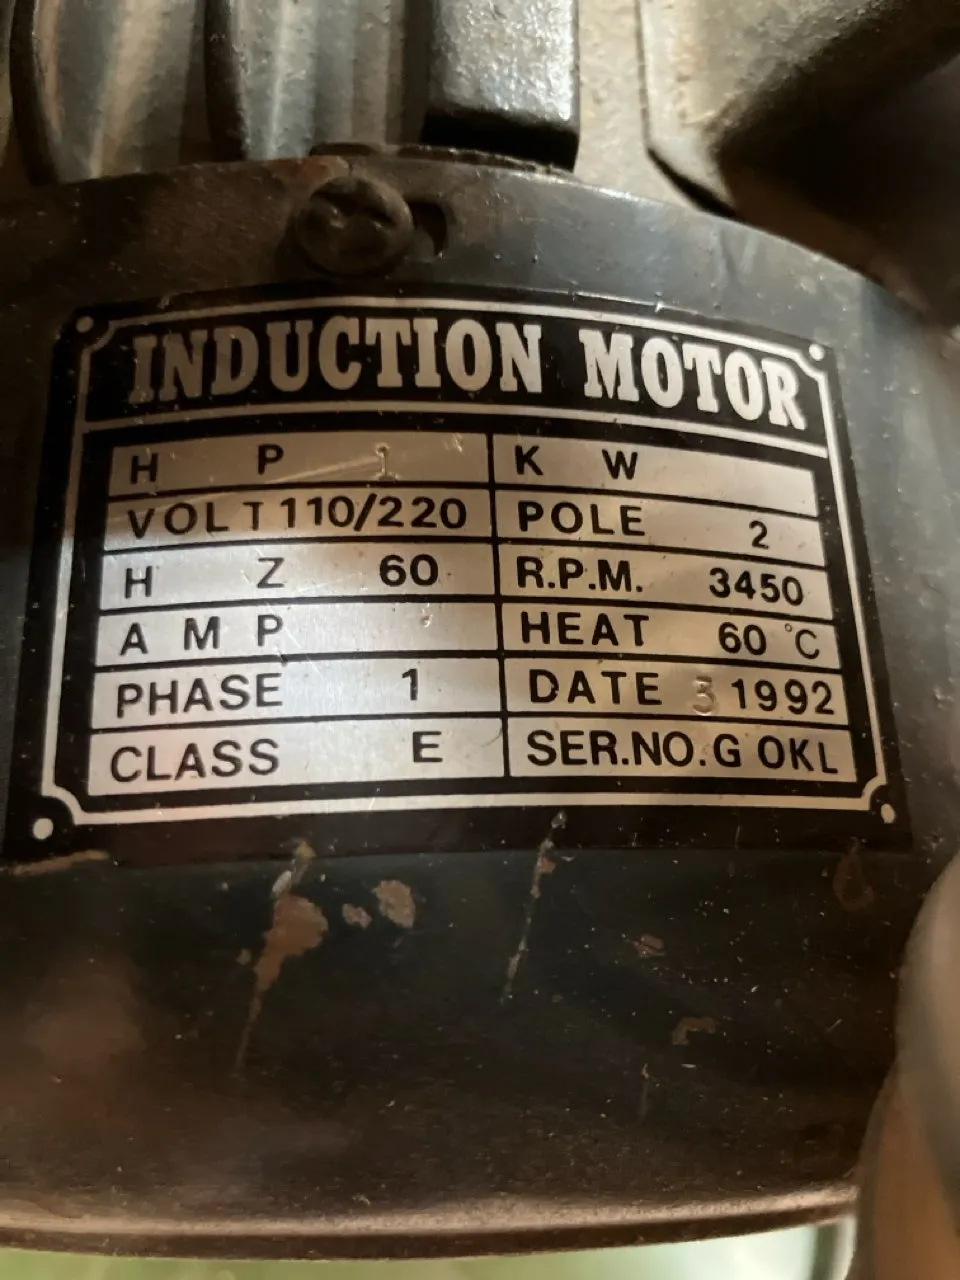 INDUCTION MOTOR
H P 1 K W
VOLT 110/220 POLE 2
H Z 60 R.P.M. 3450
A M P HEAT 60 °C
PHASE 1 DATE 3 1992
CLASS E SER.NO. G OKL